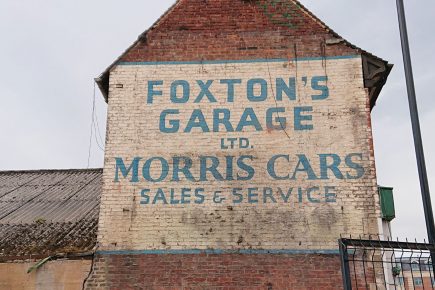 FOXTON'S
GARAGE
LTD.
MORRIS CARS
SALES & SERVICE